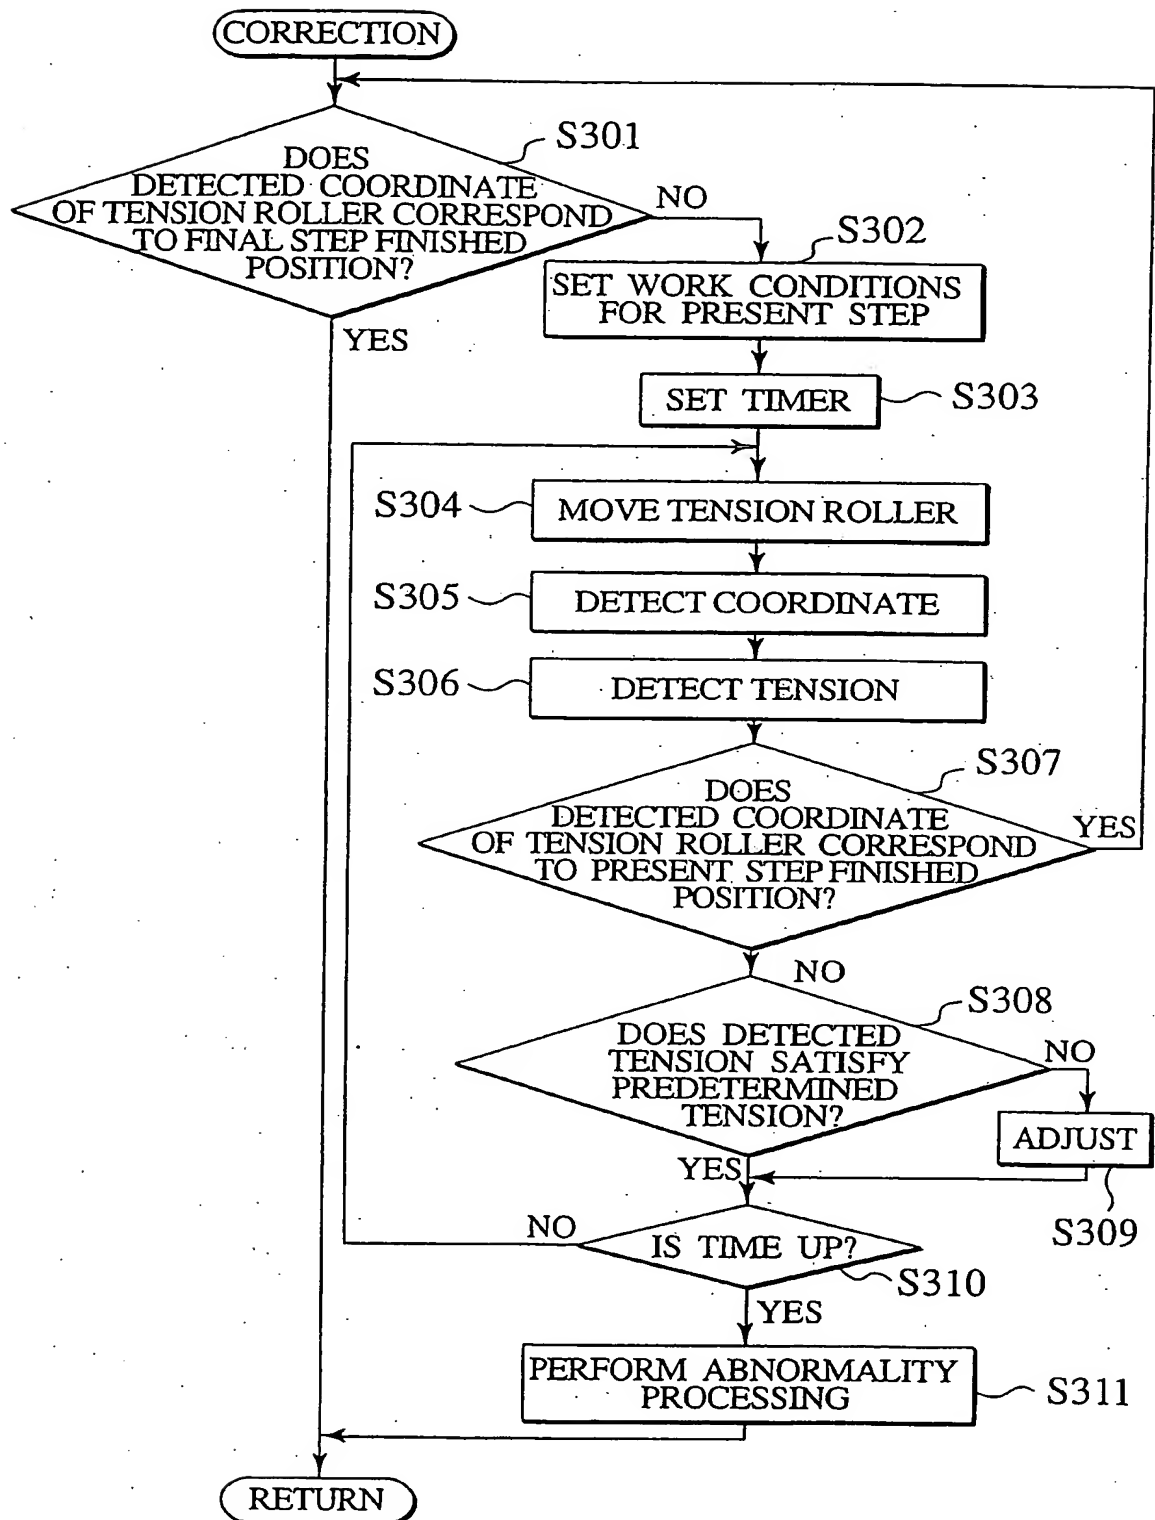 CORRECTION
S301
DOES
DETECTED COORDINATE
OF TENSION ROLLER CORRESPOND
TO FINAL STEP FINISHED
POSITION?
NO
YES
S302
SET WORK CONDITIONS
FOR PRESENT STEP
SET TIMER
S303
S304
MOVE TENSION ROLLER
S305
DETECT COORDINATE
S306
DETECT TENSION
S307
DOES
DETECTED COORDINATE
OF TENSION ROLLER CORRESPOND
TO PRESENT STEP FINISHED
POSITION?
YES
NO
S308
DOES DETECTED
TENSION SATISFY
PREDETERMINED
TENSION?
NO
ADJUST
S309
YES
NO
IS TIME UP?
S310
YES
PERFORM ABNORMALITY
PROCESSING
S311
RETURN